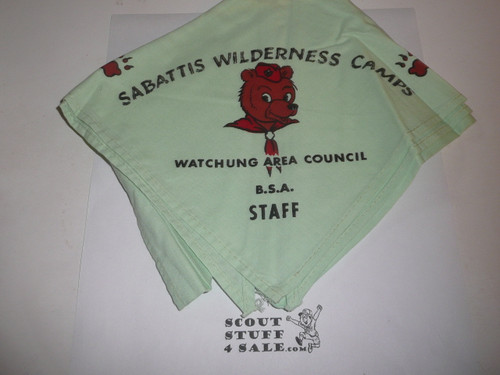 SABATTIS WILDERNESS CAMPS
WATCHUNG AREA COUNCIL
B.S.A.
STAFF
SCOUT
STUFF
4 SALE.com